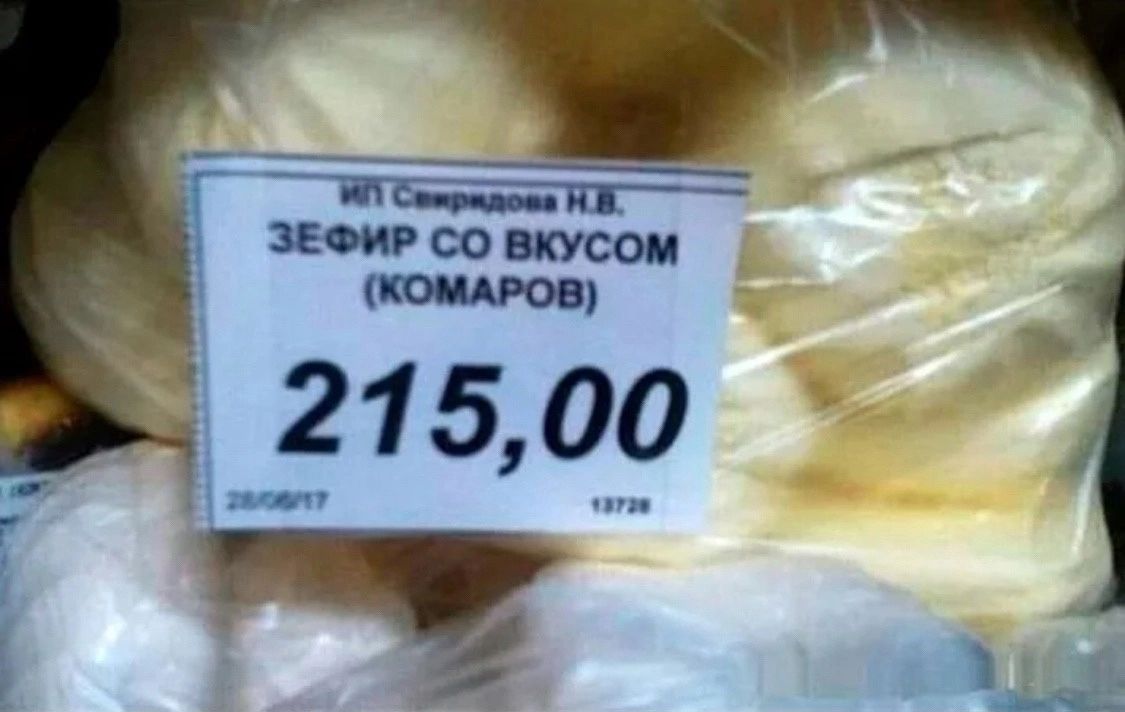 ИП Свиридова Н.В.
ЗЕФИР СО ВКУСОМ
(КОМАРОВ)
215,00
28/06/17
13728